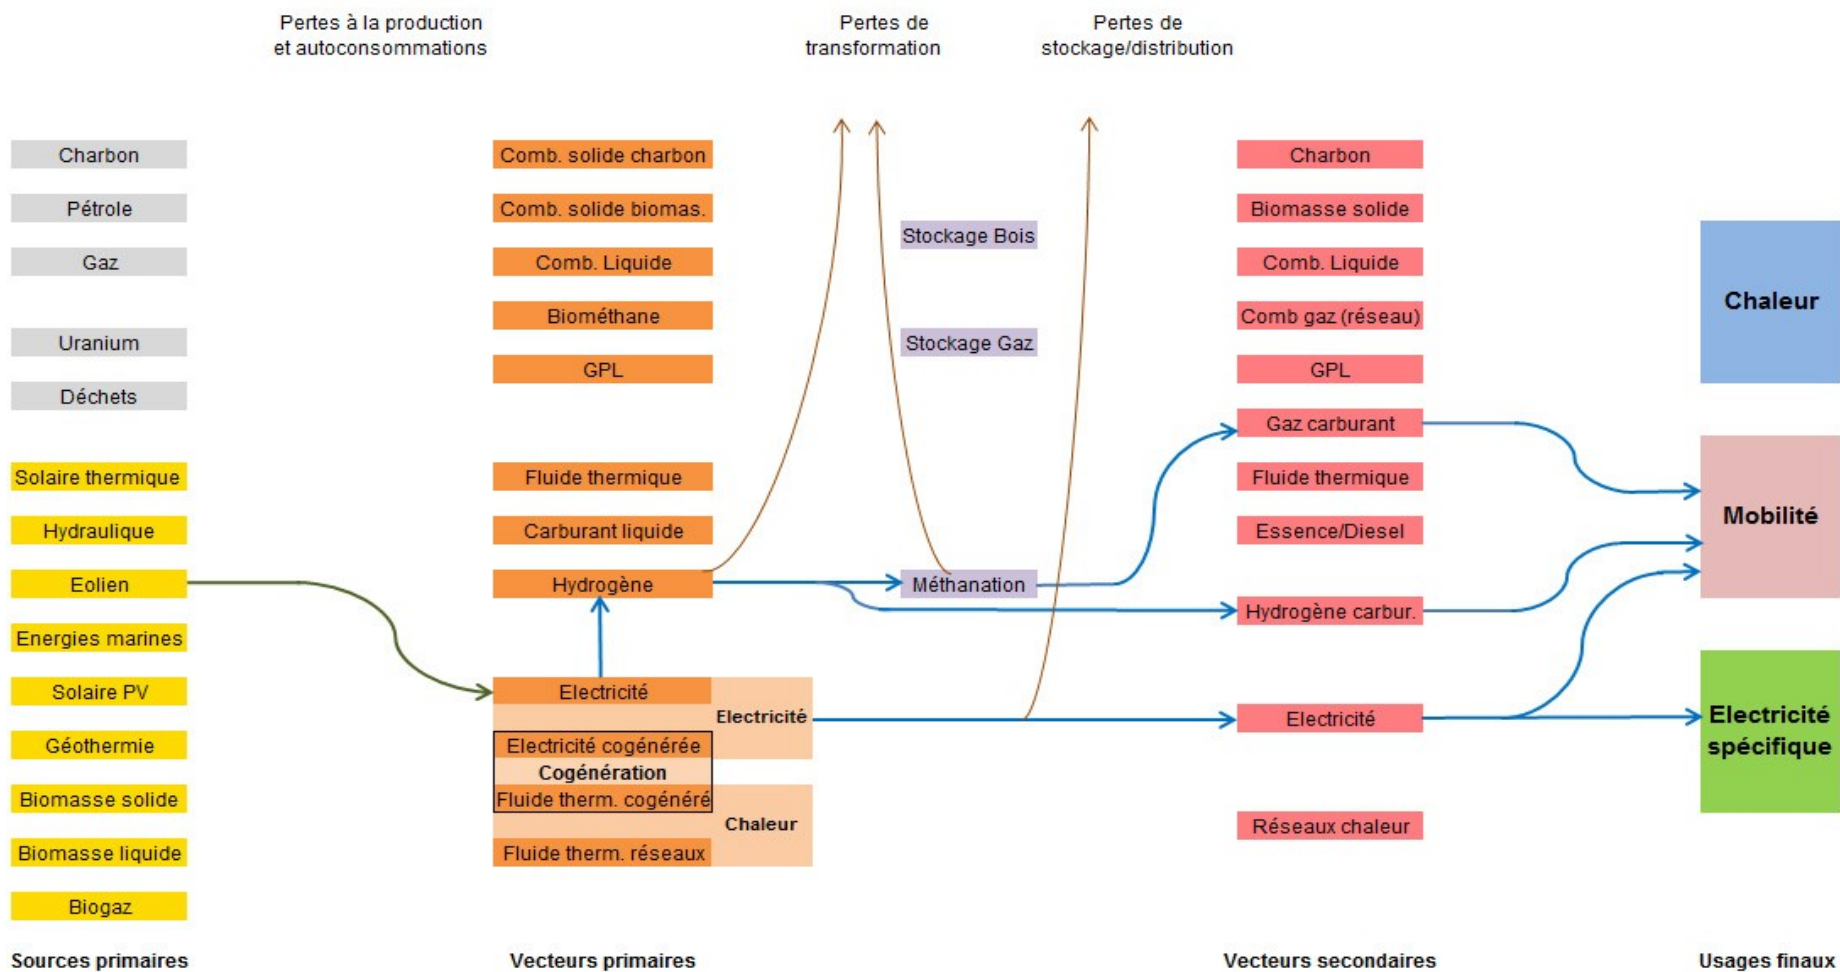 Pertes à la production
et autoconsommations
Pertes de
transformation
Pertes de
stockage/distribution
Charbon
Pétrole
Gaz
Uranium
Déchets
Solaire thermique
Hydraulique
Eolien
Energies marines
Solaire PV
Géothermie
Biomasse solide
Biomasse liquide
Biogaz
Sources primaires
Comb. solide charbon
Comb. solide biomas.
Comb. Liquide
Biométhane
GPL
Fluide thermique
Carburant liquide
Hydrogène
Electricité
Electricité
Electricité cogénérée
Cogénération
Fluide therm. cogénéré
Chaleur
Fluide therm. réseaux
Vecteurs primaires
Stockage Bois
Stockage Gaz
Méthanation
Charbon
Biomasse solide
Comb. Liquide
Comb gaz (réseau)
GPL
Gaz carburant
Fluide thermique
Essence/Diesel
Hydrogène carbur.
Electricité
Réseaux chaleur
Vecteurs secondaires
Chaleur
Mobilité
Electricité
spécifique
Usages finaux